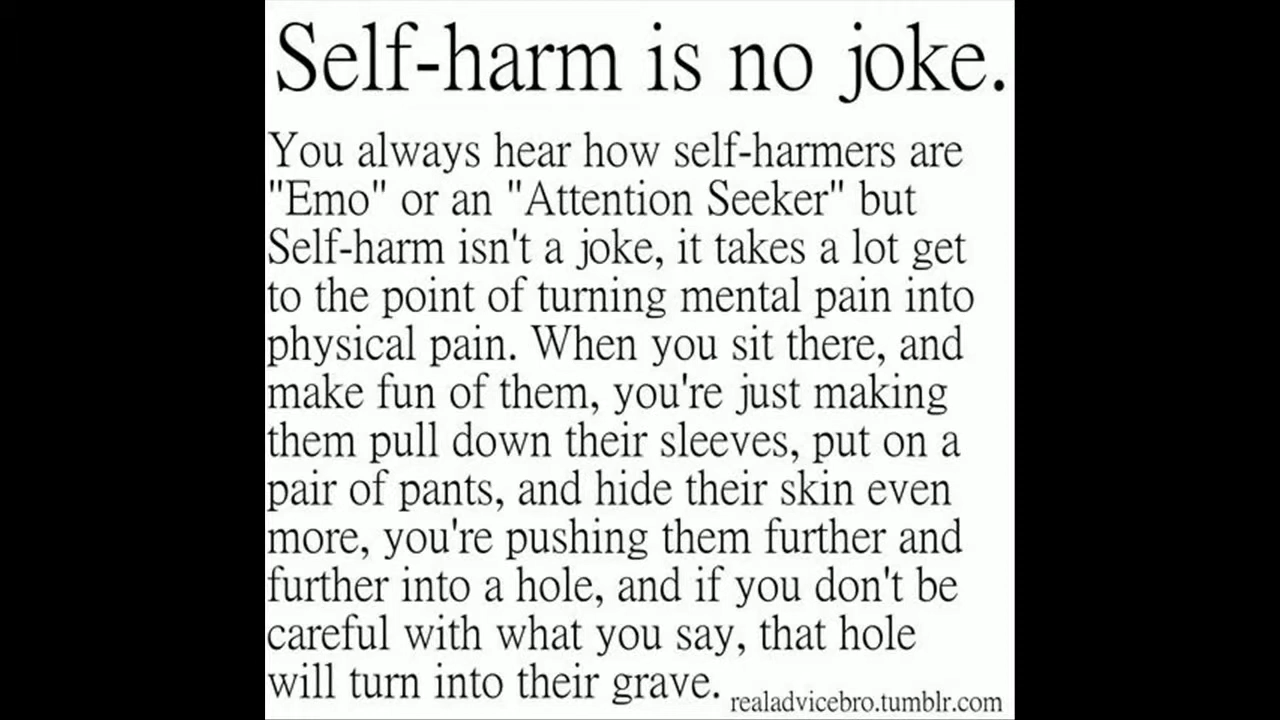 Self-harm is no joke.
You always hear how self-harmers are
"Emo" or an "Attention Seeker" but
Self-harm isn't a joke, it takes a lot get
to the point of turning mental pain into
physical pain. When you sit there, and
make fun of them, you're just making
them pull down their sleeves, put on a
pair of pants, and hide their skin even
more, you're pushing them further and
further into a hole, and if you don't be
careful with what you say, that hole
will turn into their grave.
realadvicebro.tumblr.com